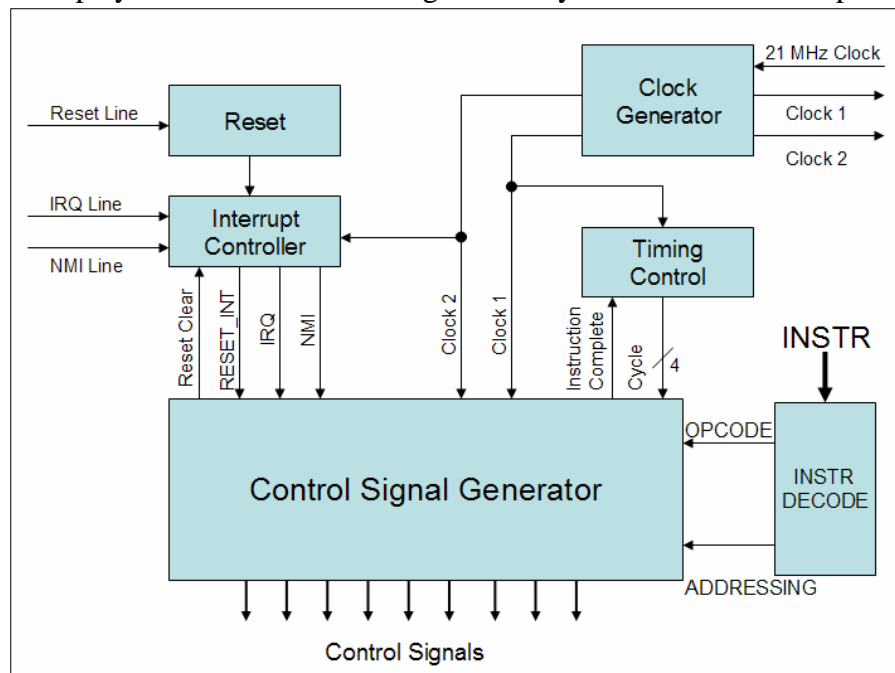 21 MHz Clock
Clock
Generator
Clock 1
Clock 2
Reset Line
Reset
IRQ Line
Interrupt
Controller
NMI Line
Timing
Control
Reset Clear
RESET_INT
IRQ
NMI
Clock 2
Clock 1
Instruction
Complete
Cycle
4
INSTR
OPCODE
INSTR
DECODE
Control Signal Generator
ADDRESSING
Control Signals